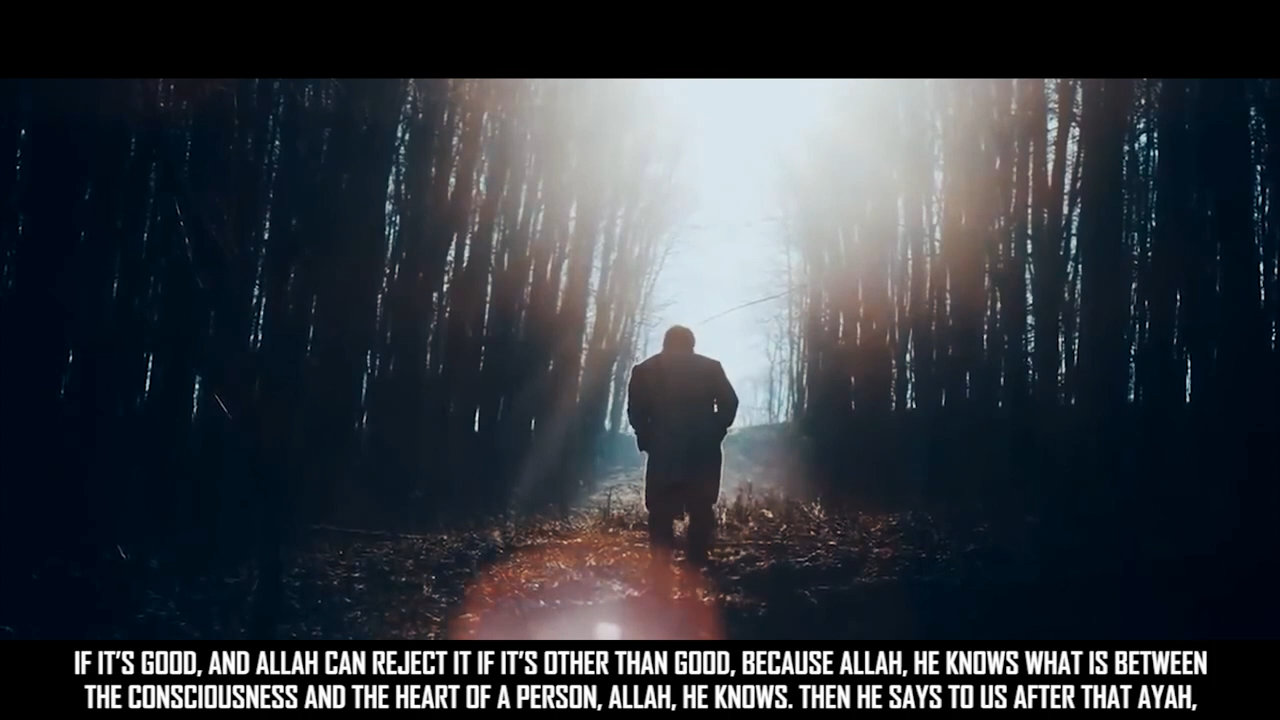 IF IT'S GOOD, AND ALLAH CAN REJECT IT IF IT'S OTHER THAN GOOD, BECAUSE ALLAH, HE KNOWS WHAT IS BETWEEN
THE CONSCIOUSNESS AND THE HEART OF A PERSON, ALLAH, HE KNOWS. THEN HE SAYS TO US AFTER THAT AYAH,